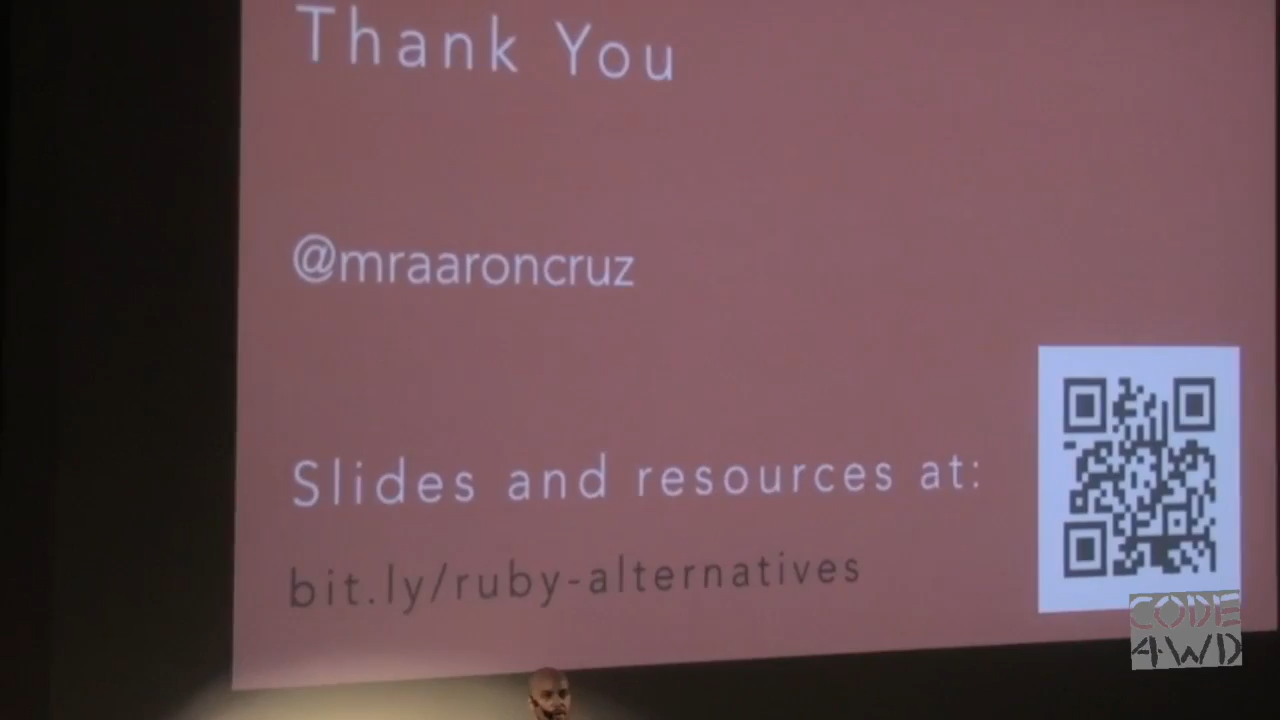 Thank You
@mraaroncruz
Slides and resources at:
bit.ly/ruby-alternatives
CODE
4WD